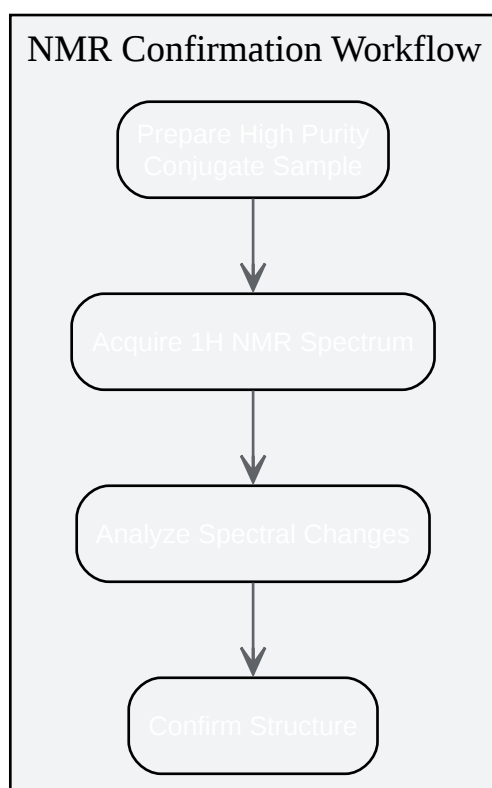 NMR Confirmation Workflow
Prepare High Purity
Conjugate Sample
Acquire 1H NMR Spectrum
Analyze Spectral Changes
Confirm Structure